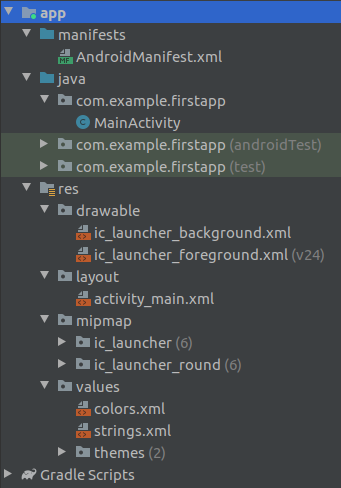 app
manifests
AndroidManifest.xml
java
com.example.firstapp
MainActivity
com.example.firstapp (androidTest)
com.example.firstapp (test)
res
drawable
ic_launcher_background.xml
ic_launcher_foreground.xml (v24)
layout
activity_main.xml
mipmap
ic_launcher (6)
ic_launcher_round (6)
values
colors.xml
strings.xml
themes (2)
Gradle Scripts